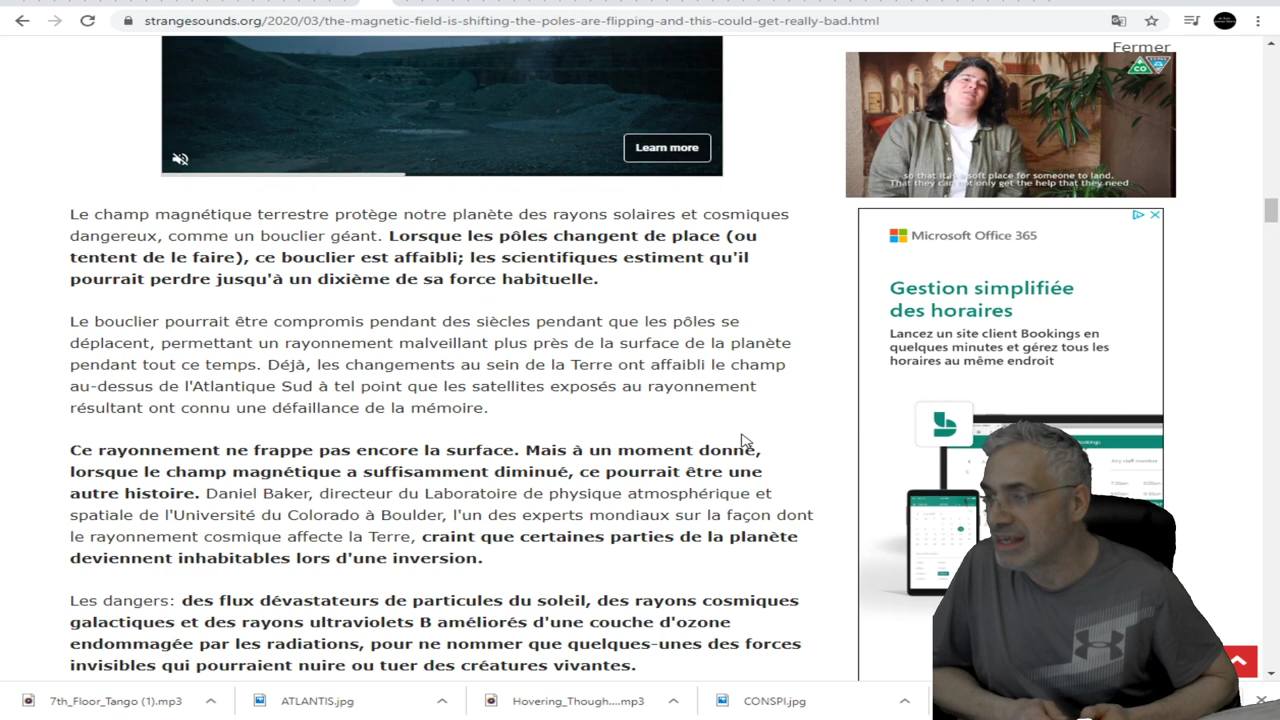 strangesounds.org/2020/03/the-magnetic-field-is-shifting-the-poles-are-flipping-and-this-could-get-really-bad.html
Fermer
Learn more
so that it is a soft place for someone to land.
That they can not only get the help that they need
Le champ magnétique terrestre protège notre planète des rayons solaires et cosmiques
dangereux, comme un bouclier géant. Lorsque les pôles changent de place (ou
tentent de le faire), ce bouclier est affaibli; les scientifiques estiment qu'il
pourrait perdre jusqu'à un dixième de sa force habituelle.
Le bouclier pourrait être compromis pendant des siècles pendant que les pôles se
déplacent, permettant un rayonnement malveillant plus près de la surface de la planète
pendant tout ce temps. Déjà, les changements au sein de la Terre ont affaibli le champ
au-dessus de l'Atlantique Sud à tel point que les satellites exposés au rayonnement
résultant ont connu une défaillance de la mémoire.
Ce rayonnement ne frappe pas encore la surface. Mais à un moment donné,
lorsque le champ magnétique a suffisamment diminué, ce pourrait être une
autre histoire. Daniel Baker, directeur du Laboratoire de physique atmosphérique et
spatiale de l'Université du Colorado à Boulder, l'un des experts mondiaux sur la façon dont
le rayonnement cosmique affecte la Terre, craint que certaines parties de la planète
deviennent inhabitables lors d'une inversion.
Les dangers: des flux dévastateurs de particules du soleil, des rayons cosmiques
galactiques et des rayons ultraviolets B améliorés d'une couche d'ozone
endommagée par les radiations, pour ne nommer que quelques-unes des forces
invisibles qui pourraient nuire ou tuer des créatures vivantes.
Microsoft Office 365
Gestion simplifiée
des horaires
Lancez un site client Bookings en
quelques minutes et gérez tous les
horaires au même endroit
7th_Floor_Tango (1).mp3
ATLANTIS.jpg
Hovering_Though....mp3
CONSPI.jpg